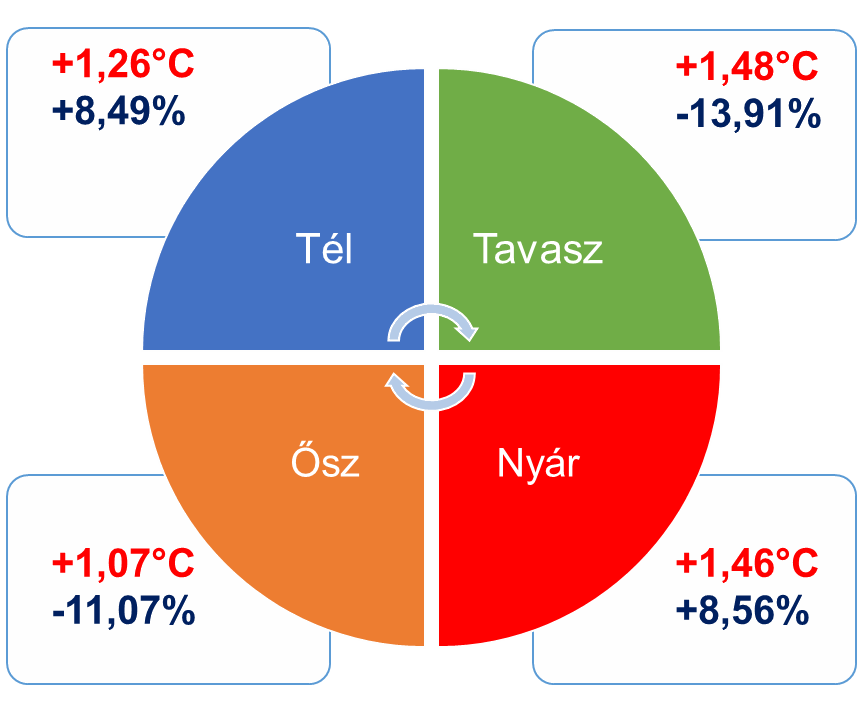 +1,26°C
+8,49%
+1,48°C
-13,91%
Tél
Tavasz
Ősz
Nyár
+1,07°C
-11,07%
+1,46°C
+8,56%